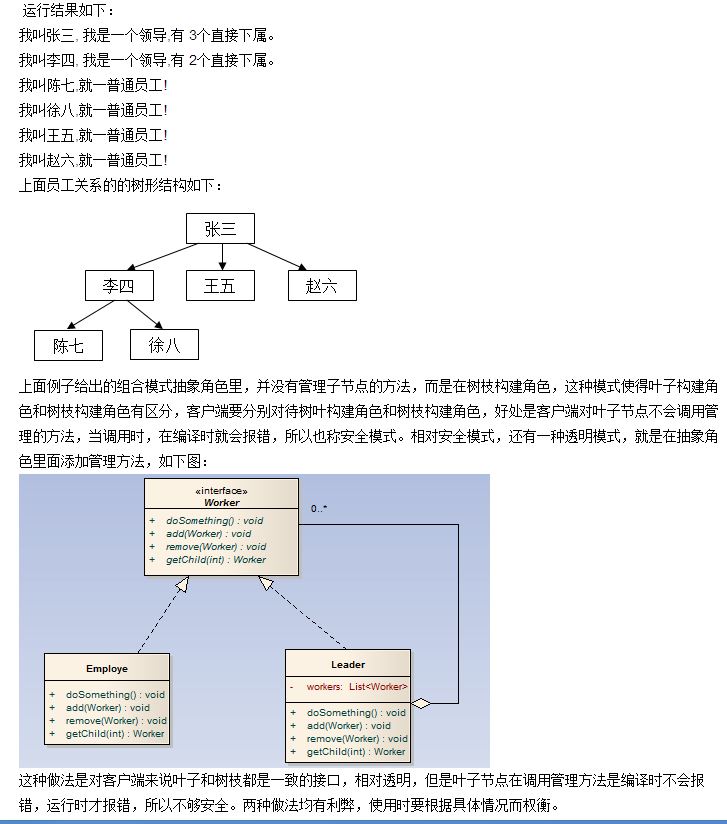 运行结果如下：
我叫张三, 我是一个领导,有 3个直接下属。
我叫李四, 我是一个领导,有 2个直接下属。
我叫陈七,就一普通员工!
我叫徐八,就一普通员工!
我叫王五,就一普通员工!
我叫赵六,就一普通员工!
上面员工关系的的树形结构如下：
张三
李四
王五
赵六
陈七
徐八
上面例子给出的组合模式抽象角色里，并没有管理子节点的方法，而是在树枝构建角色，这种模式使得叶子构建角
色和树枝构建角色有区分，客户端要分别对待树叶构建角色和树枝构建角色，好处是客户端对叶子节点不会调用管
理的方法，当调用时，在编译时就会报错，所以也称安全模式。相对安全模式，还有一种透明模式，就是在抽象角
色里面添加管理方法，如下图：
«interface»
Worker
+ doSomething() : void
+ add(Worker) : void
+ remove(Worker) : void
+ getChild(int) : Worker
0..*
Employe
+ doSomething() : void
+ add(Worker) : void
+ remove(Worker) : void
+ getChild(int) : Worker
Leader
- workers: List<Worker>
+ doSomething() : void
+ add(Worker) : void
+ remove(Worker) : void
+ getChild(int) : Worker
这种做法是对客户端来说叶子和树枝都是一致的接口，相对透明，但是叶子节点在调用管理方法是编译时不会报
错，运行时才报错，所以不够安全。两种做法均有利弊，使用时要根据具体情况而权衡。